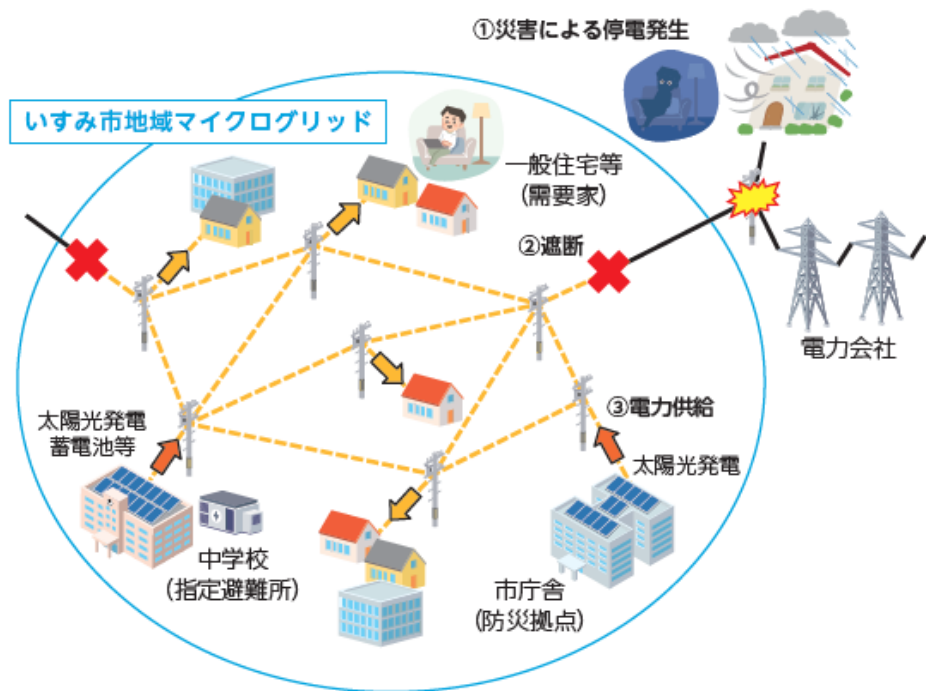 ①災害による停電発生
いすみ市地域マイクログリッド
一般住宅等
(需要家)
②遮断
電力会社
③電力供給
太陽光発電
蓄電池等
太陽光発電
中学校
(指定避難所)
市庁舎
(防災拠点)